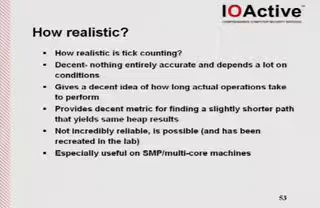 IOActive™
COMPREHENSIVE COMPUTER SECURITY SERVICES
How realistic?
How realistic is tick counting?
Decent- nothing entirely accurate and depends a lot on
conditions
Gives a decent idea of how long actual operations take
to perform
Provides decent metric for finding a slightly shorter path
that yields same heap results
Not incredibly reliable, is possible (and has been
recreated in the lab)
Especially useful on SMP/multi-core machines
53